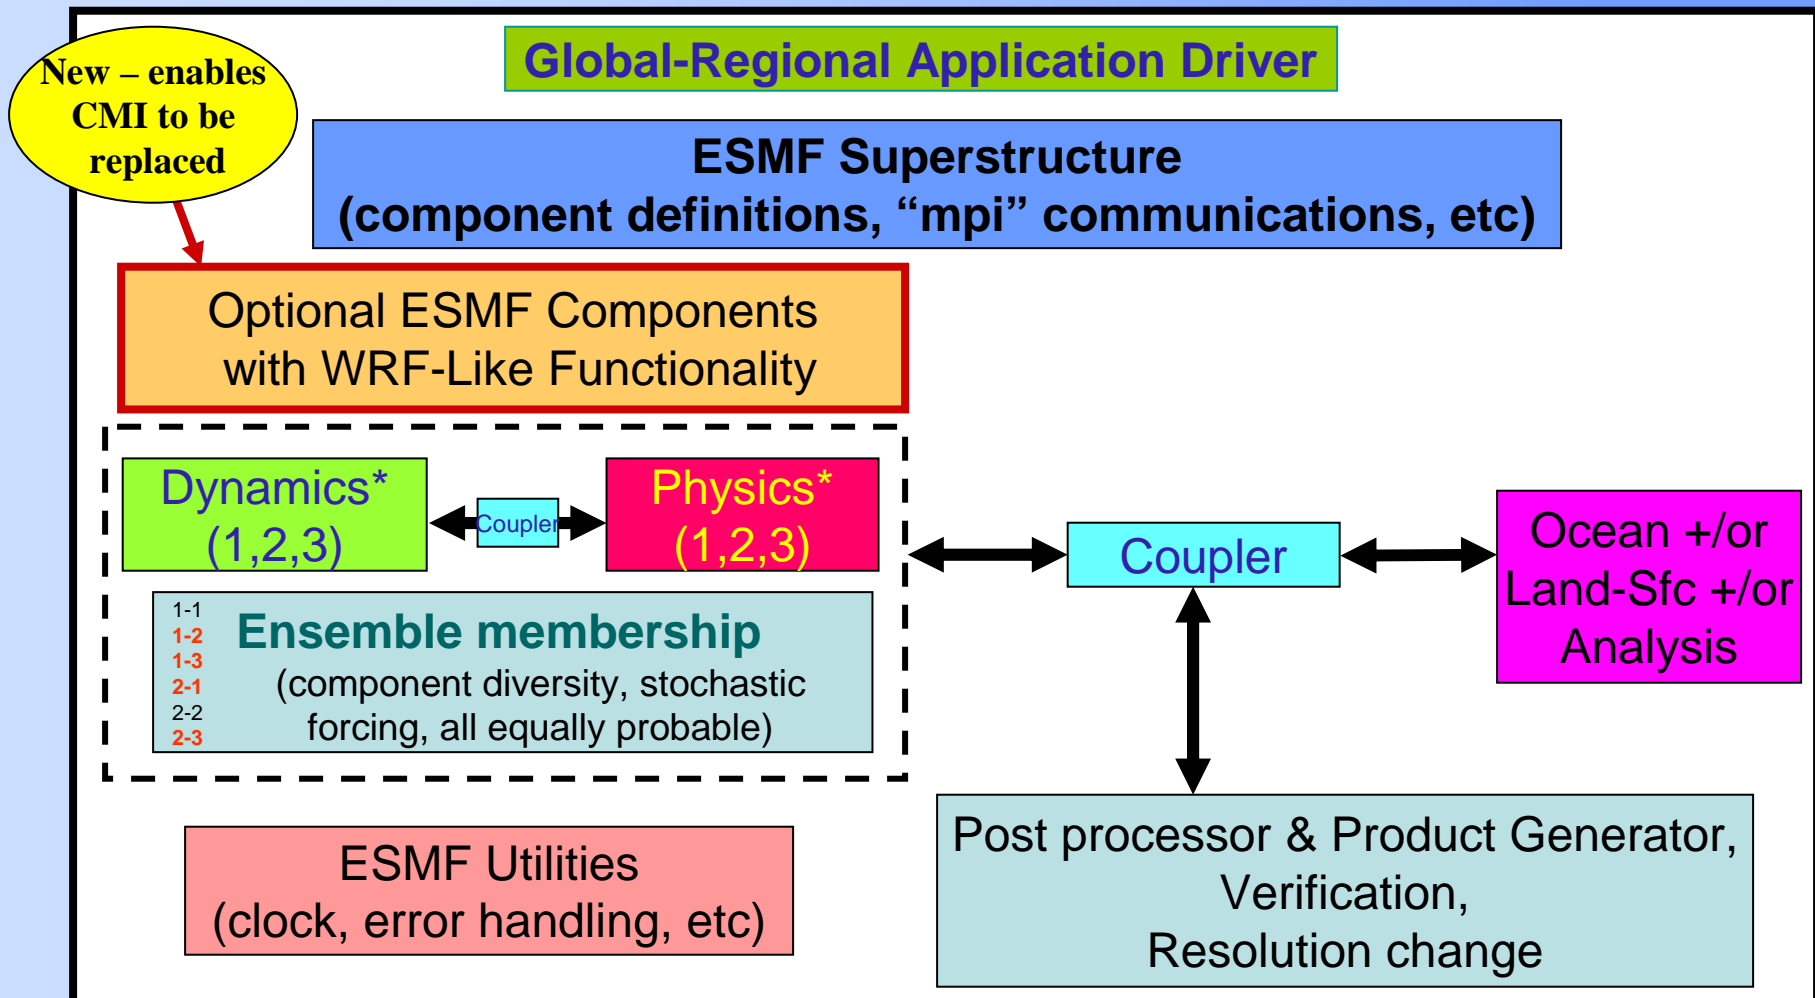 New – enables
CMI to be
replaced
Global-Regional Application Driver
ESMF Superstructure
(component definitions, “mpi” communications, etc)
Optional ESMF Components
with WRF-Like Functionality
Dynamics*
(1,2,3)
Coupler
Physics*
(1,2,3)
1-1
1-2
1-3
2-1
2-2
2-3
Ensemble membership
(component diversity, stochastic
forcing, all equally probable)
Coupler
Ocean +/or
Land-Sfc +/or
Analysis
ESMF Utilities
(clock, error handling, etc)
Post processor & Product Generator,
Verification,
Resolution change